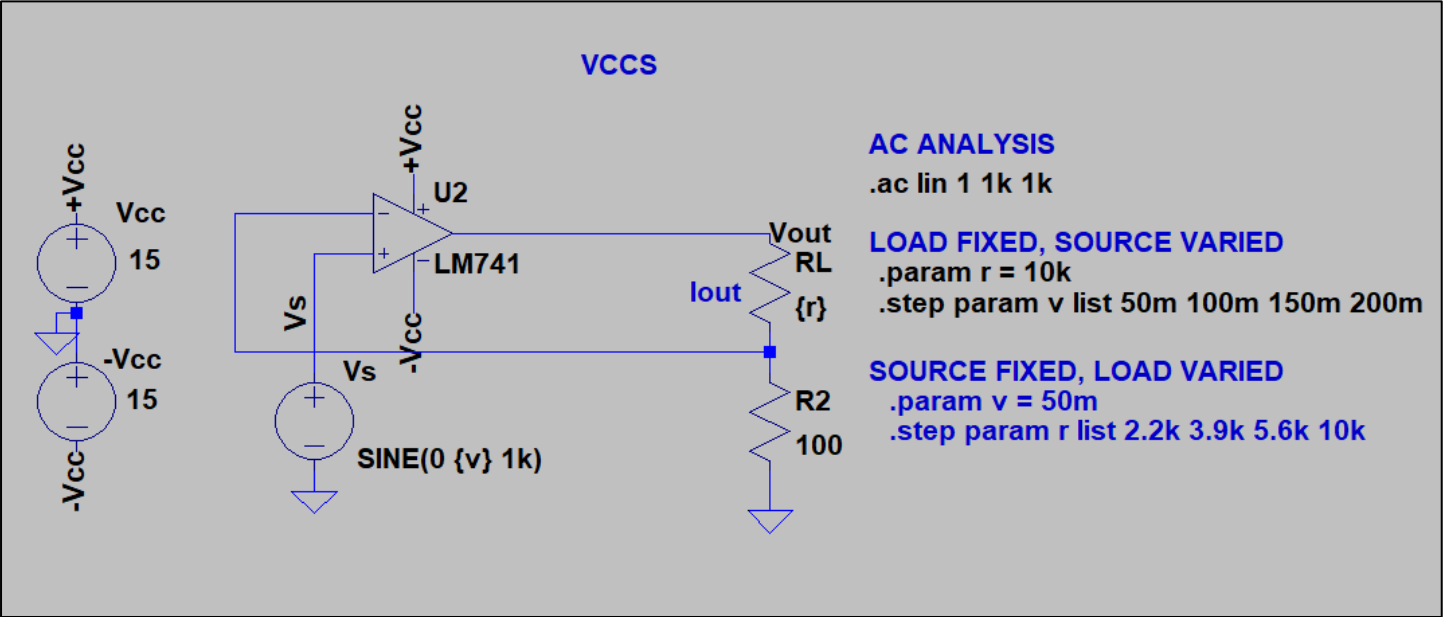 VCCS
+Vcc
Vcc
15
-Vcc
15
-Vcc
+Vcc
U2
LM741
-Vcc
Vs
Vs
SINE(0 {v} 1k)
Vout
RL
{r}
Iout
R2
100
AC ANALYSIS
.ac lin 1 1k 1k
LOAD FIXED, SOURCE VARIED
.param r = 10k
.step param v list 50m 100m 150m 200m
SOURCE FIXED, LOAD VARIED
.param v = 50m
.step param r list 2.2k 3.9k 5.6k 10k